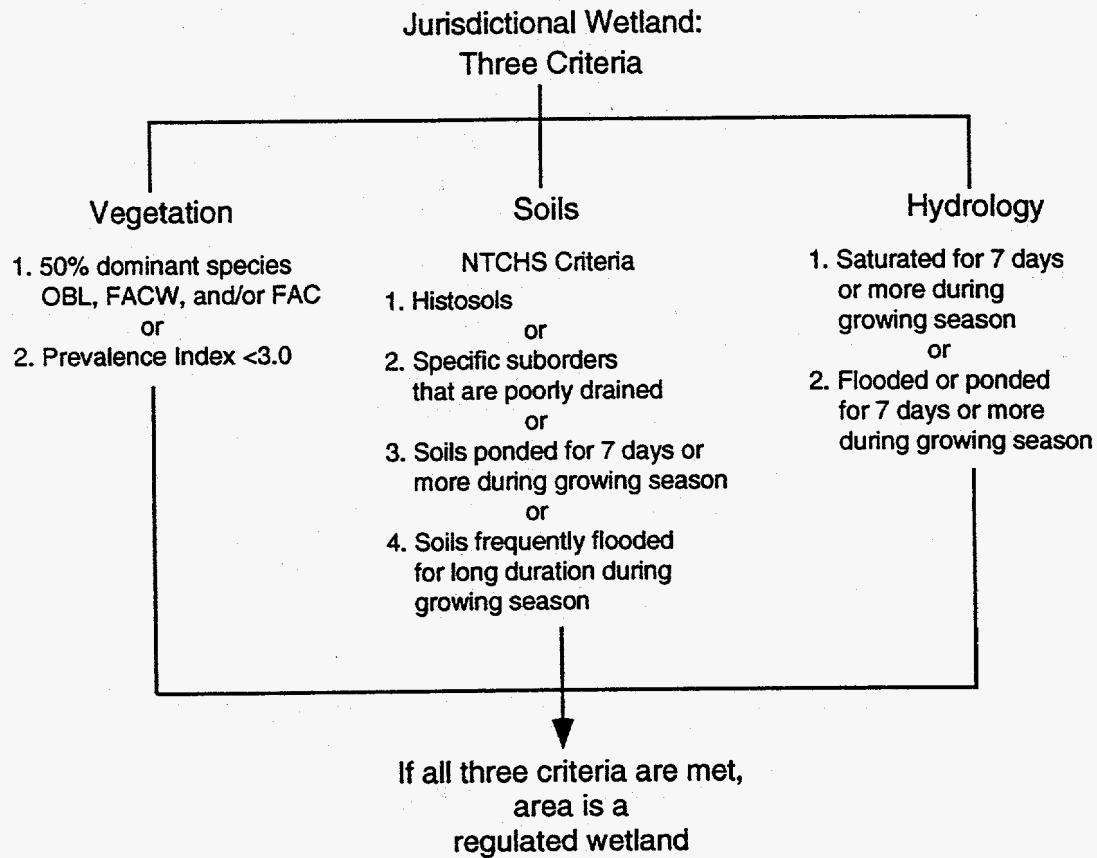 Jurisdictional Wetland:
Three Criteria
Vegetation
1. 50% dominant species
OBL, FACW, and/or FAC
or
2. Prevalence Index <3.0
Soils
NTCHS Criteria
1. Histosols
or
2. Specific suborders
that are poorly drained
or
3. Soils ponded for 7 days or
more during growing season
or
4. Soils frequently flooded
for long duration during
growing season
Hydrology
1. Saturated for 7 days
or more during
growing season
or
2. Flooded or ponded
for 7 days or more
during growing season
If all three criteria are met,
area is a
regulated wetland